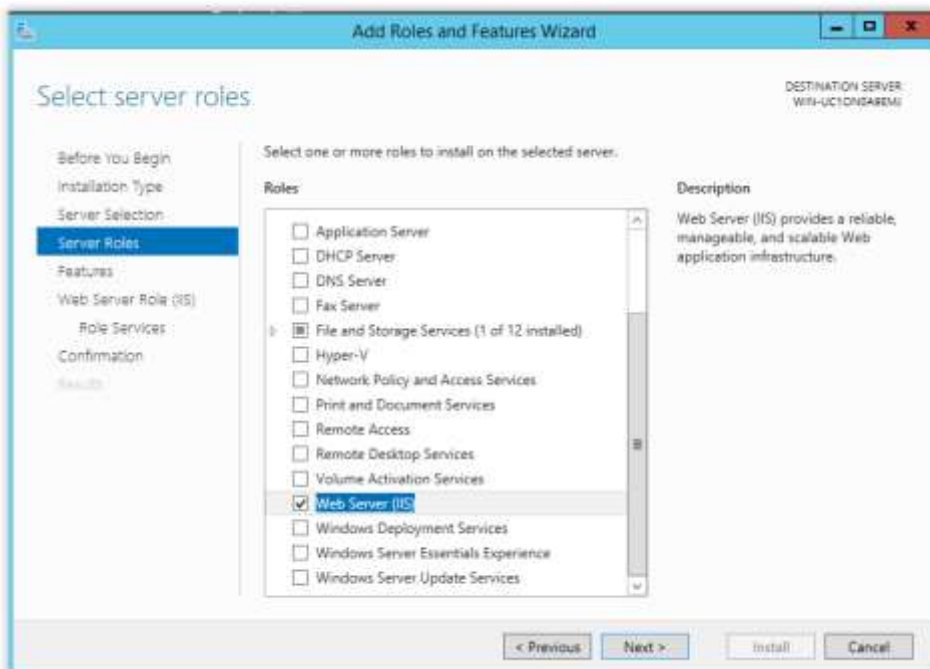 Add Roles and Features Wizard
Select server roles
DESTINATION SERVER
Before You Begin
Installation Type
Server Selection
Server Roles
Features
Web Server Role (IIS)
Role Services
Confirmation
Results
Select one or more roles to install on the selected server.
Roles
Application Server
DHCP Server
DNS Server
Fax Server
File and Storage Services (1 of 12 installed)
Hyper-V
Network Policy and Access Services
Print and Document Services
Remote Access
Remote Desktop Services
Volume Activation Services
Web Server (IIS)
Windows Deployment Services
Windows Server Essentials Experience
Windows Server Update Services
Description
Web Server (IIS) provides a reliable,
manageable, and scalable Web
application infrastructure.
< Previous
Next >
Install
Cancel